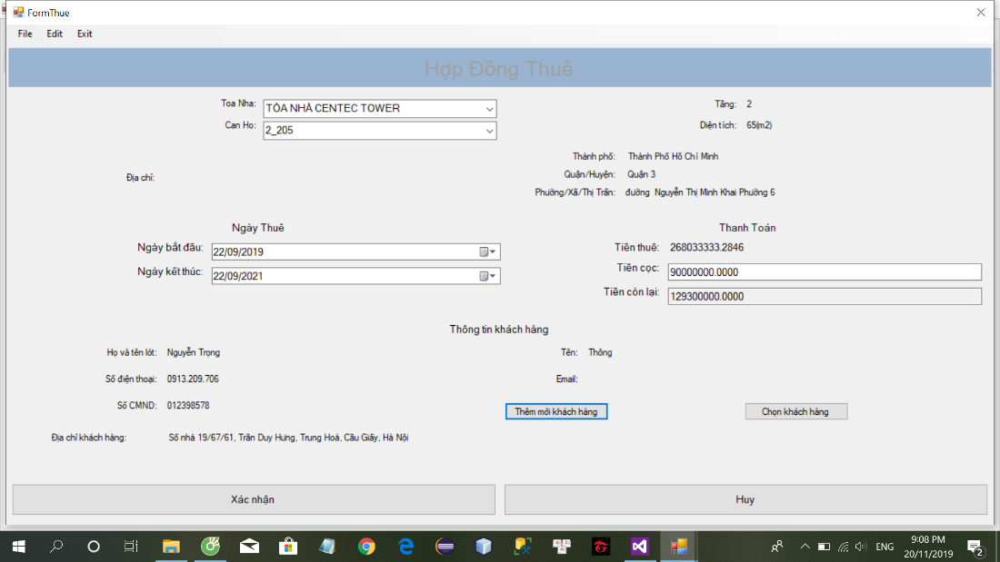 FormThue
File Edit Exit
Hợp Đồng Thuê
Toa Nha: TÒA NHÀ CENTEC TOWER
Tầng: 2
Can Ho: 2_205
Diện tích: 65(m2)
Thành phố: Thành Phố Hồ Chí Minh
Địa chỉ:
Quận/Huyện: Quận 3
Phường/Xã/Thị Trấn: đường Nguyễn Thị Minh Khai Phường 6
Ngày Thuê
Thanh Toán
Ngày bắt đầu: 22/09/2019
Tiền thuê: 268033333.2846
Ngày kết thúc: 22/09/2021
Tiền cọc: 90000000.0000
Tiền còn lại: 129300000.0000
Thông tin khách hàng
Họ và tên lót: Nguyễn Trọng
Tên: Thông
Số điện thoại: 0913.209.706
Email:
Số CMND: 012398578
Thêm mới khách hàng
Chọn khách hàng
Địa chỉ khách hàng: Số nhà 19/67/61, Trần Duy Hưng, Trung Hoà, Cầu Giấy, Hà Nội
Xác nhận
Huy
ENG
9:08 PM
20/11/2019
2